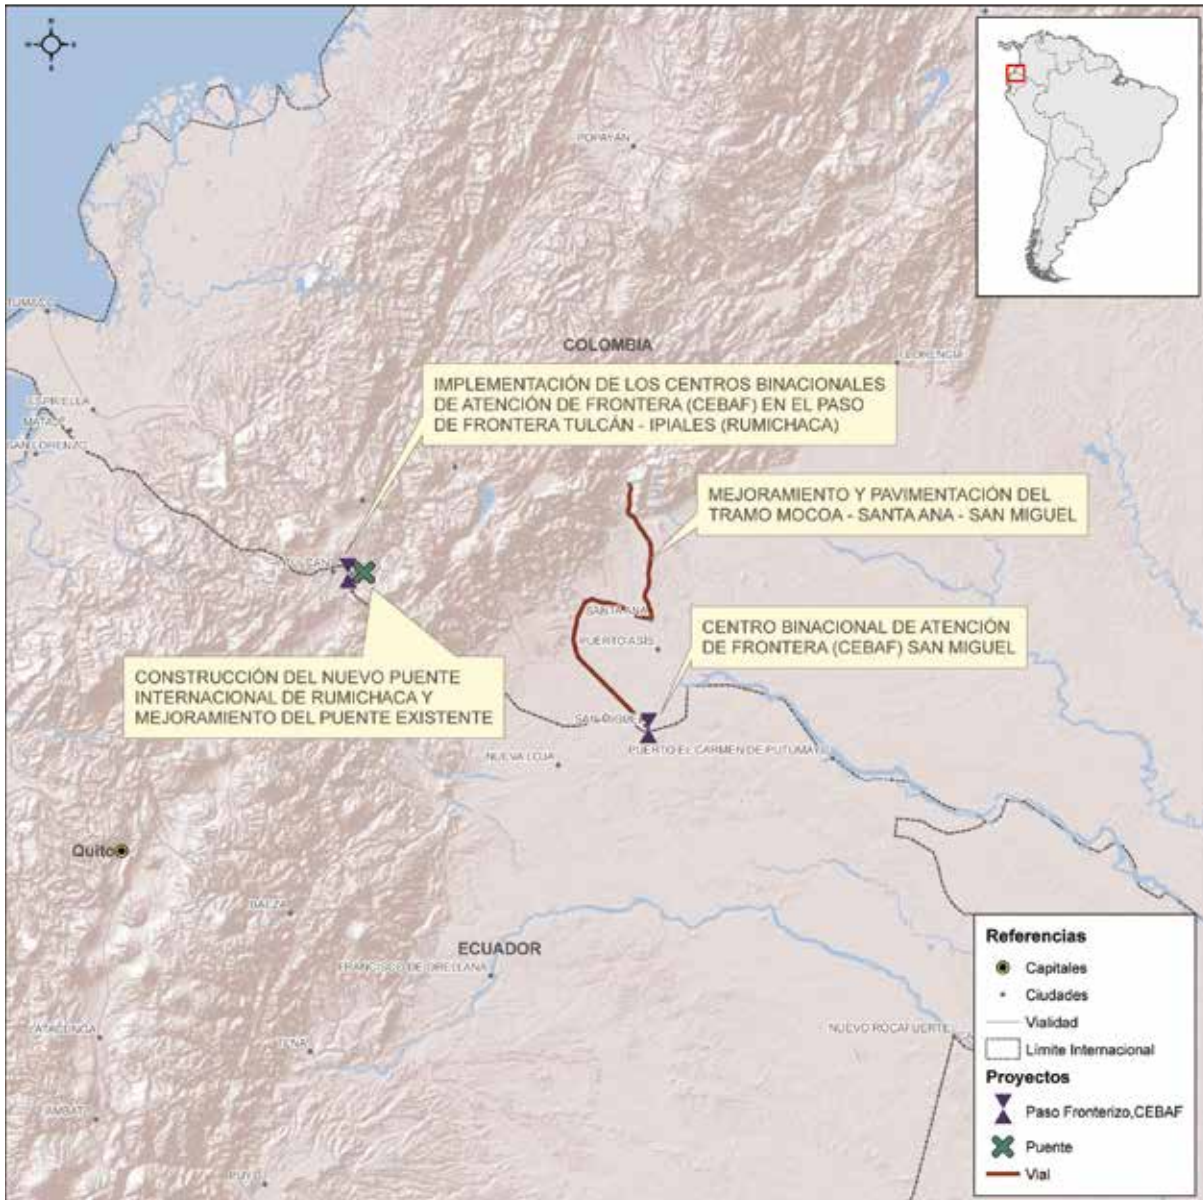 POPAYÁN
TUMACO
COLOMBIA
FLORENCIA
IMPLEMENTACIÓN DE LOS CENTROS BINACIONALES
DE ATENCIÓN DE FRONTERA (CEBAF) EN EL PASO
DE FRONTERA TULCÁN - IPIALES (RUMICHACA)
ESPRIELLA
MATAJE
SAN LORENZO
MEJORAMIENTO Y PAVIMENTACIÓN DEL
TRAMO MOCOA - SANTA ANA - SAN MIGUEL
TULCÁN
SANTA ANA
PUERTO ASÍS
CENTRO BINACIONAL DE ATENCIÓN
DE FRONTERA (CEBAF) SAN MIGUEL
CONSTRUCCIÓN DEL NUEVO PUENTE
INTERNACIONAL DE RUMICHACA Y
MEJORAMIENTO DEL PUENTE EXISTENTE
SAN MIGUEL
PUERTO EL CARMEN DE PUTUMAYO
NUEVA LOJA
Quito
BAEZA
ECUADOR
FRANCISCO DE ORELLANA
LATACUNGA
TENA
NUEVO ROCAFUERTE
AMBATO
PUYO
Referencias
Capitales
Ciudades
Vialidad
Límite Internacional
Proyectos
Paso Fronterizo,CEBAF
Puente
Vial